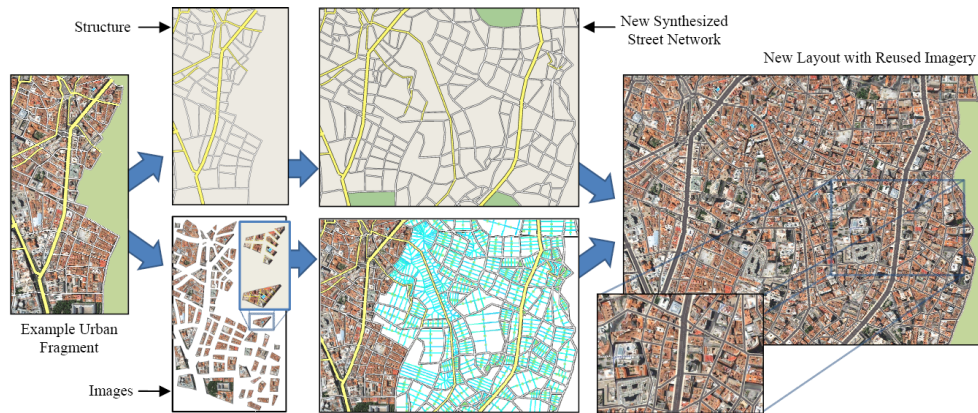 Structure
New Synthesized
Street Network
New Layout with Reused Imagery
Example Urban
Fragment
Images